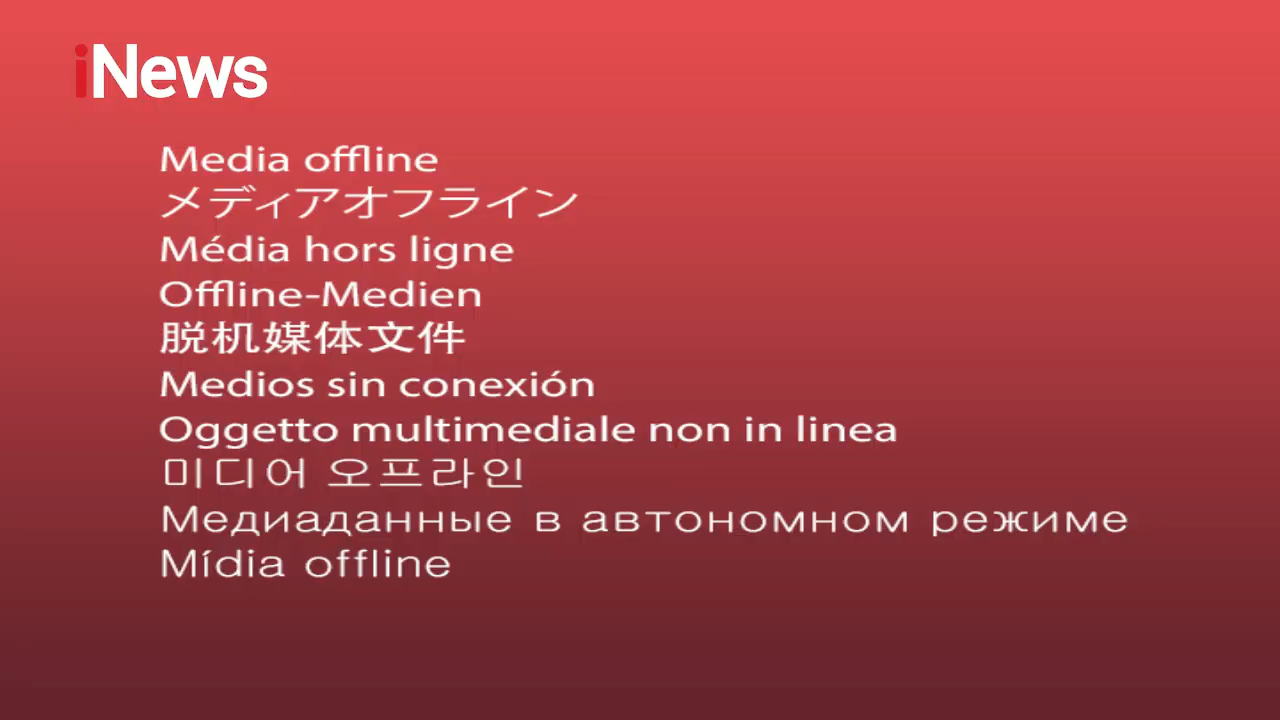 iNews
Media offline
メディアオフライン
Média hors ligne
Offline-Medien
脱机媒体文件
Medios sin conexión
Oggetto multimediale non in linea
미디어 오프라인
Медиаданные в автономном режиме
Mídia offline